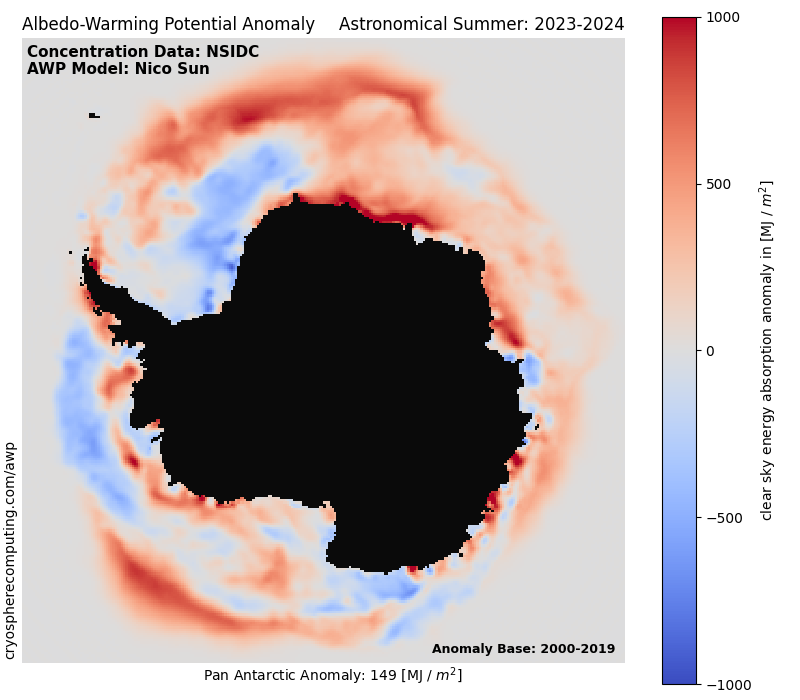 Albedo-Warming Potential Anomaly Astronomical Summer: 2023-2024
Concentration Data: NSIDC
AWP Model: Nico Sun
1000
500
0
−500
−1000
clear sky energy absorption anomaly in [MJ / m²]
cryospherecomputing.com/awp
Anomaly Base: 2000-2019
Pan Antarctic Anomaly: 149 [MJ / m²]